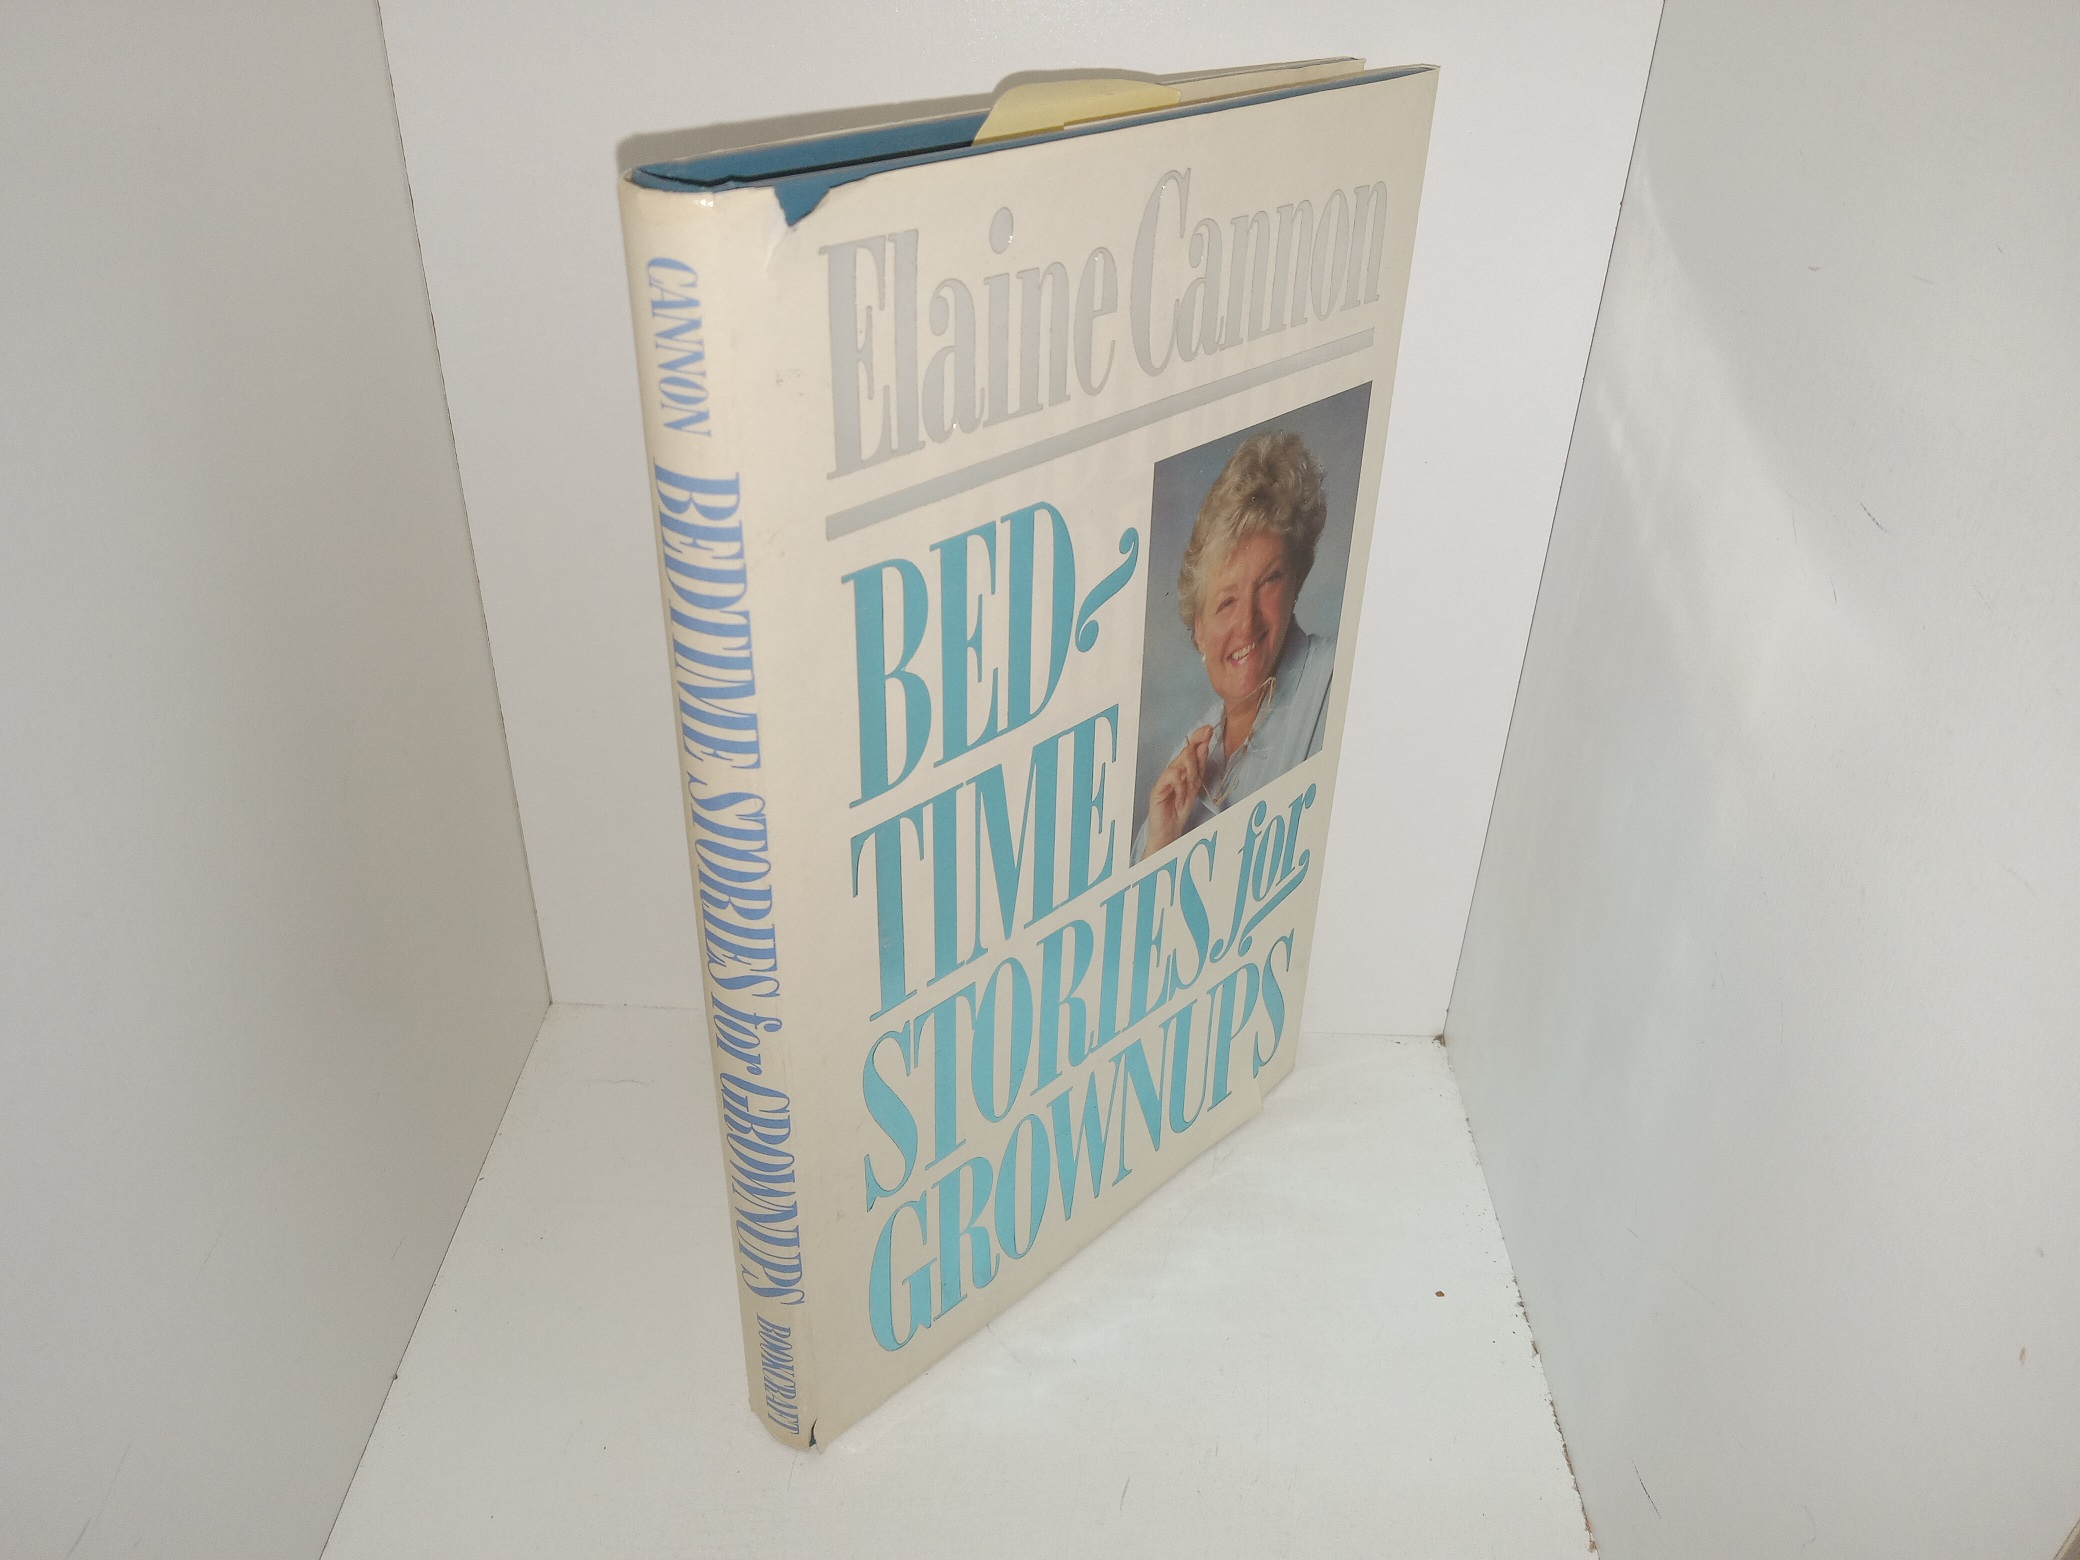 Elaine Cannon
BED-
TIME
STORIES for
GROWNUPS
CANNON BEDTIME STORIES for GROWNUPS BOOKCRAFT